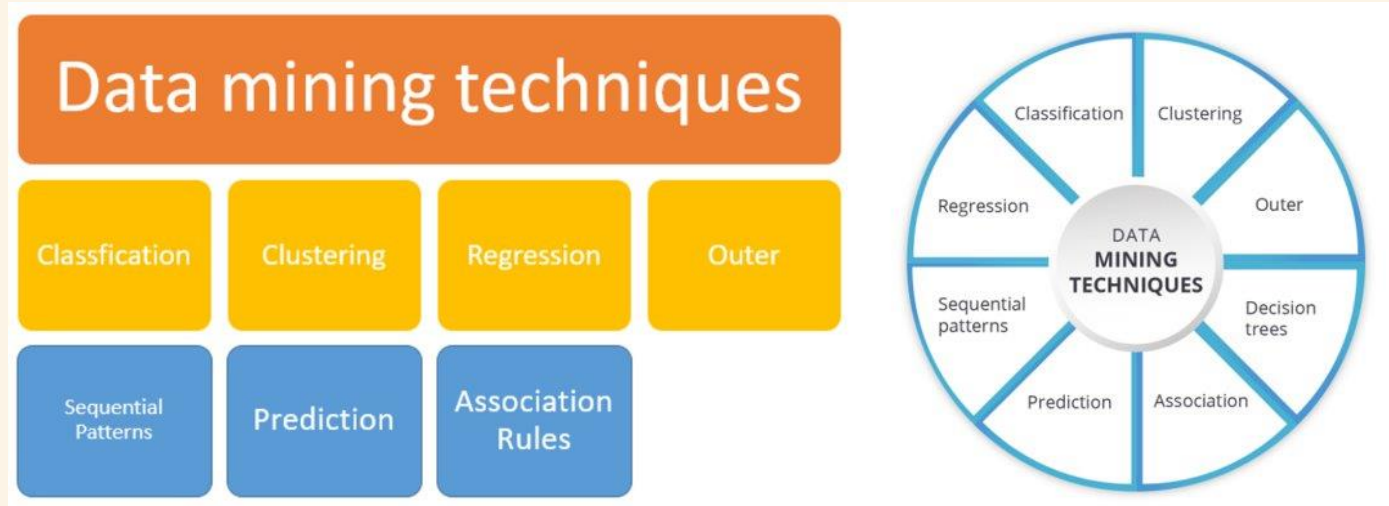 Data mining techniques
Classfication
Clustering
Regression
Outer
Sequential
Patterns
Prediction
Association
Rules
Classification
Clustering
Regression
Outer
DATA
MINING
TECHNIQUES
Sequential
patterns
Decision
trees
Prediction
Association